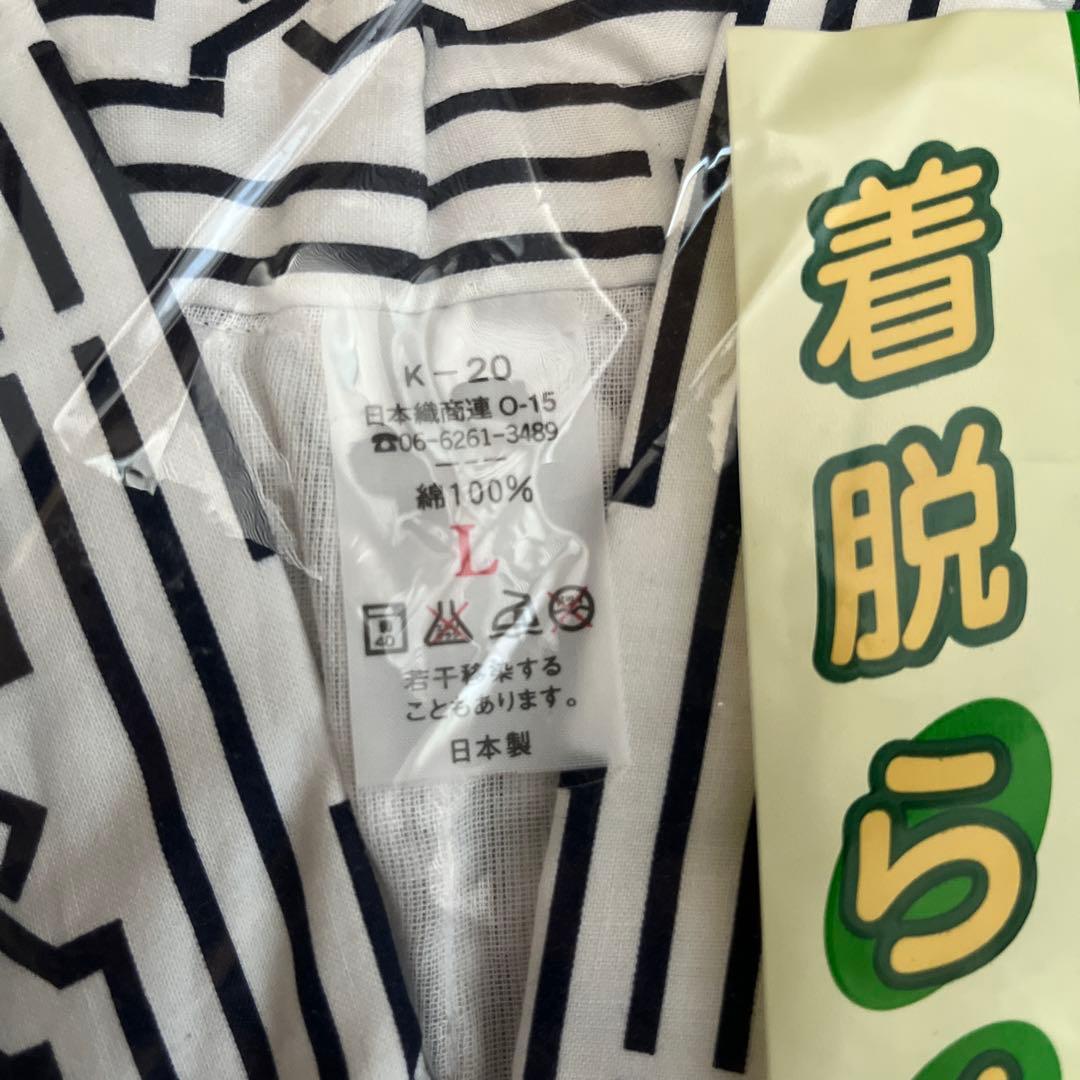 K-20
日本織商連 O-15
☎06-6261-3489
綿100%
L
40
若干移染する
こともあります。
日本製
着脱ら